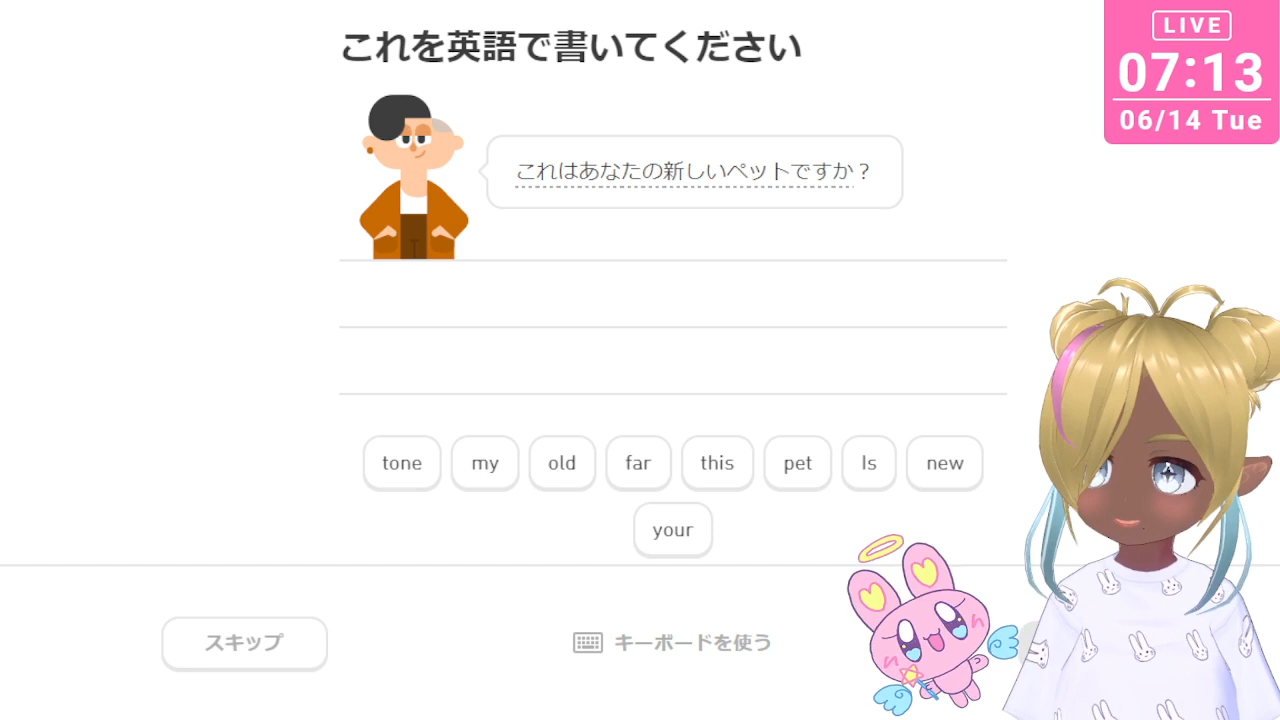 これを英語で書いてください
LIVE
07:13
06/14 Tue
これはあなたの新しいペットですか？
tone my old far this pet Is new
your
スキップ
キーボードを使う